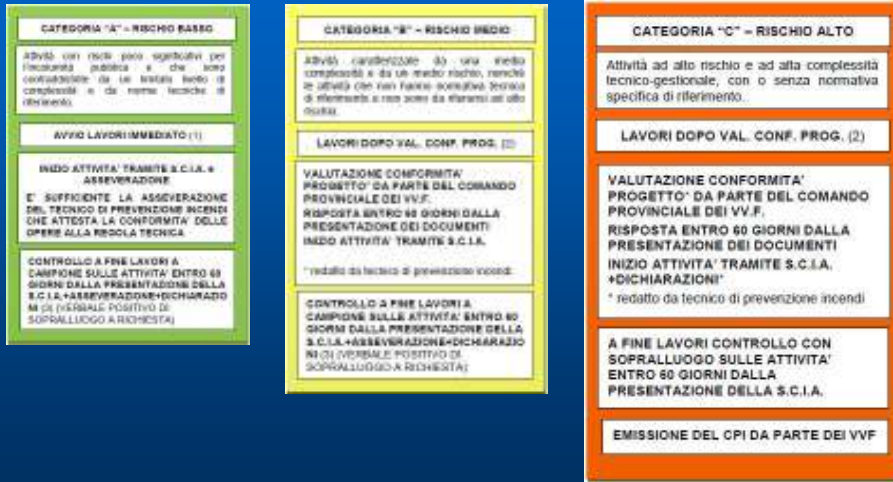 CATEGORIA "A" – RISCHIO BASSO
Attività con rischi poco significativi per
l'incolumità pubblica e che sono
contraddistinte da un limitato livello di
complessità e da norme tecniche di
riferimento.
AVVIO LAVORI IMMEDIATO (1)
INIZIO ATTIVITA' TRAMITE S.C.I.A. e
ASSEVERAZIONE
E' SUFFICIENTE LA ASSEVERAZIONE
DEL TECNICO DI PREVENZIONE INCENDI
CHE ATTESTA LA CONFORMITA' DELLE
OPERE ALLA REGOLA TECNICA
CONTROLLO A FINE LAVORI A
CAMPIONE SULLE ATTIVITA' ENTRO 60
GIORNI DALLA PRESENTAZIONE DELLA
S.C.I.A.+ASSEVERAZIONE+DICHIARAZIO
NI (3) (VERBALE POSITIVO DI
SOPRALLUOGO A RICHIESTA)
CATEGORIA "B" – RISCHIO MEDIO
Attività caratterizzate da una media
complessità e da un medio rischio, nonché
le attività che non hanno normativa tecnica
di riferimento e non sono da ritenersi ad alto
rischio.
LAVORI DOPO VAL. CONF. PROG. (2)
VALUTAZIONE CONFORMITA'
PROGETTO* DA PARTE DEL COMANDO
PROVINCIALE DEI VV.F.
RISPOSTA ENTRO 60 GIORNI DALLA
PRESENTAZIONE DEI DOCUMENTI
INIZIO ATTIVITA' TRAMITE S.C.I.A.
* redatto da tecnico di prevenzione incendi
CONTROLLO A FINE LAVORI A
CAMPIONE SULLE ATTIVITA' ENTRO 60
GIORNI DALLA PRESENTAZIONE DELLA
S.C.I.A.+ASSEVERAZIONE+DICHIARAZIO
NI (3) (VERBALE POSITIVO DI
SOPRALLUOGO A RICHIESTA)
CATEGORIA "C" – RISCHIO ALTO
Attività ad alto rischio e ad alta complessità
tecnico-gestionale, con o senza normativa
specifica di riferimento.
LAVORI DOPO VAL. CONF. PROG. (2)
VALUTAZIONE CONFORMITA'
PROGETTO* DA PARTE DEL COMANDO
PROVINCIALE DEI VV.F.
RISPOSTA ENTRO 60 GIORNI DALLA
PRESENTAZIONE DEI DOCUMENTI
INIZIO ATTIVITA' TRAMITE S.C.I.A.
+DICHIARAZIONI*
* redatto da tecnico di prevenzione incendi
A FINE LAVORI CONTROLLO CON
SOPRALLUOGO SULLE ATTIVITA'
ENTRO 60 GIORNI DALLA
PRESENTAZIONE DELLA S.C.I.A.
EMISSIONE DEL CPI DA PARTE DEI VVF